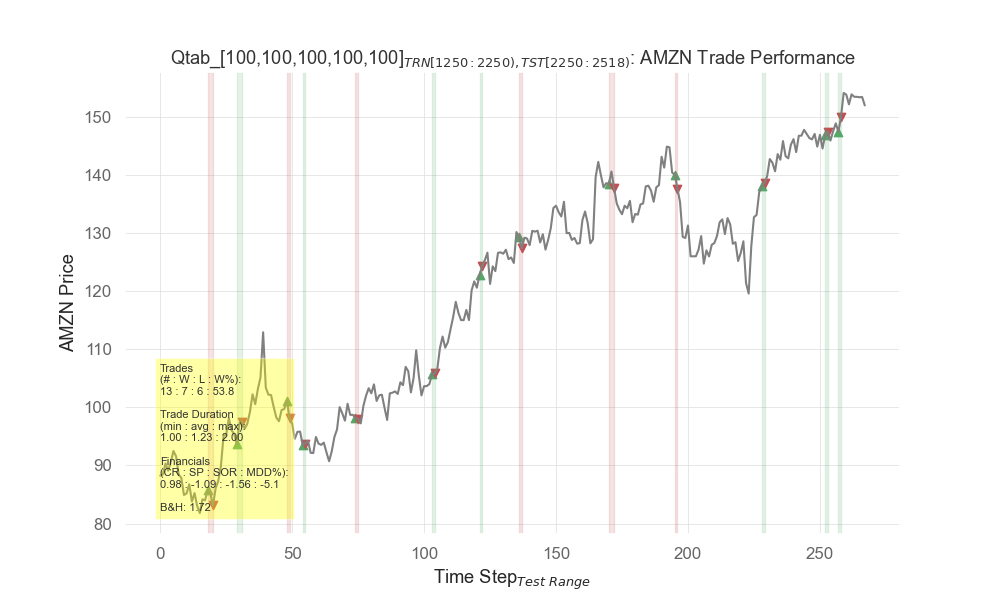 Qtab_[100,100,100,100,100]TRN[1250:2250),TST[2250:2518): AMZN Trade Performance
AMZN Price
150
140
130
120
110
100
90
80
Trades
(# : W : L : W%):
13 : 7 : 6 : 53.8
Trade Duration
(min : avg : max):
1.00 : 1.23 : 2.00
Financials
(CR : SP : SOR : MDD%):
0.98 : -1.09 : -1.56 : -5.1
B&H: 1.72
0 50 100 150 200 250
Time Step Test Range